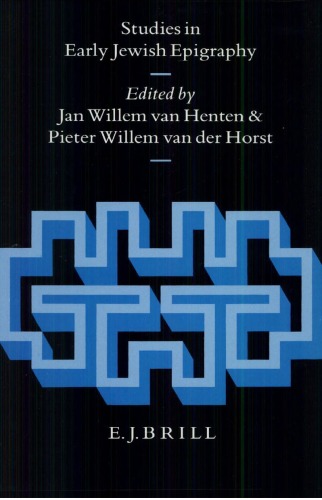 Studies in
Early Jewish Epigraphy
Edited by
Jan Willem van Henten &
Pieter Willem van der Horst
E.J.BRILL